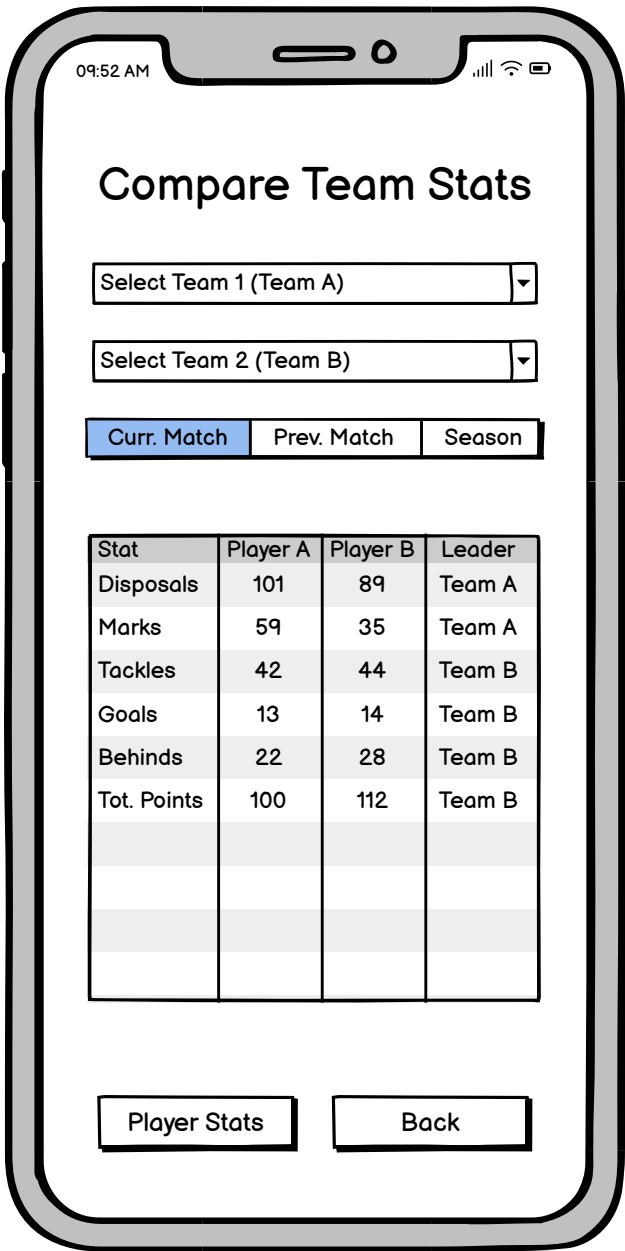 09:52 AM
Compare Team Stats
Select Team 1 (Team A)
Select Team 2 (Team B)
Curr. Match Prev. Match Season
Stat Player A Player B Leader
Disposals 101 89 Team A
Marks 59 35 Team A
Tackles 42 44 Team B
Goals 13 14 Team B
Behinds 22 28 Team B
Tot. Points 100 112 Team B
Player Stats Back